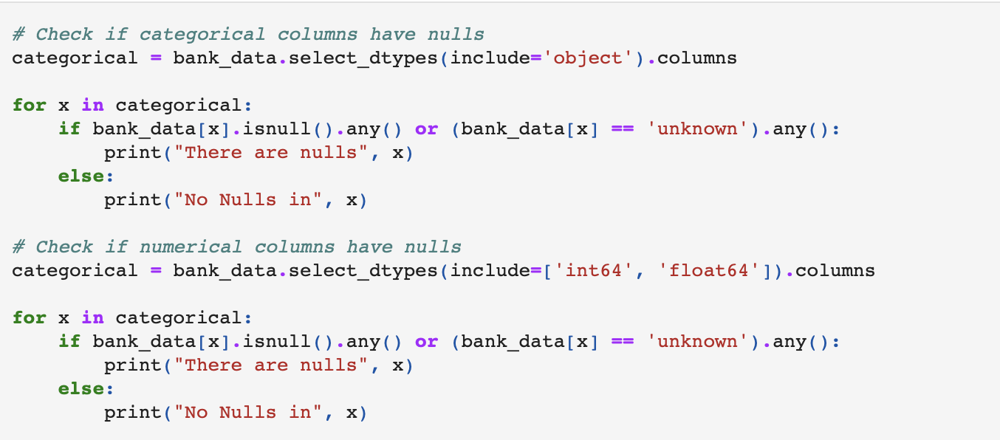 # Check if categorical columns have nulls
categorical = bank_data.select_dtypes(include='object').columns
for x in categorical:
    if bank_data[x].isnull().any() or (bank_data[x] == 'unknown').any():
        print("There are nulls", x)
    else:
        print("No Nulls in", x)
# Check if numerical columns have nulls
categorical = bank_data.select_dtypes(include=['int64', 'float64']).columns
for x in categorical:
    if bank_data[x].isnull().any() or (bank_data[x] == 'unknown').any():
        print("There are nulls", x)
    else:
        print("No Nulls in", x)